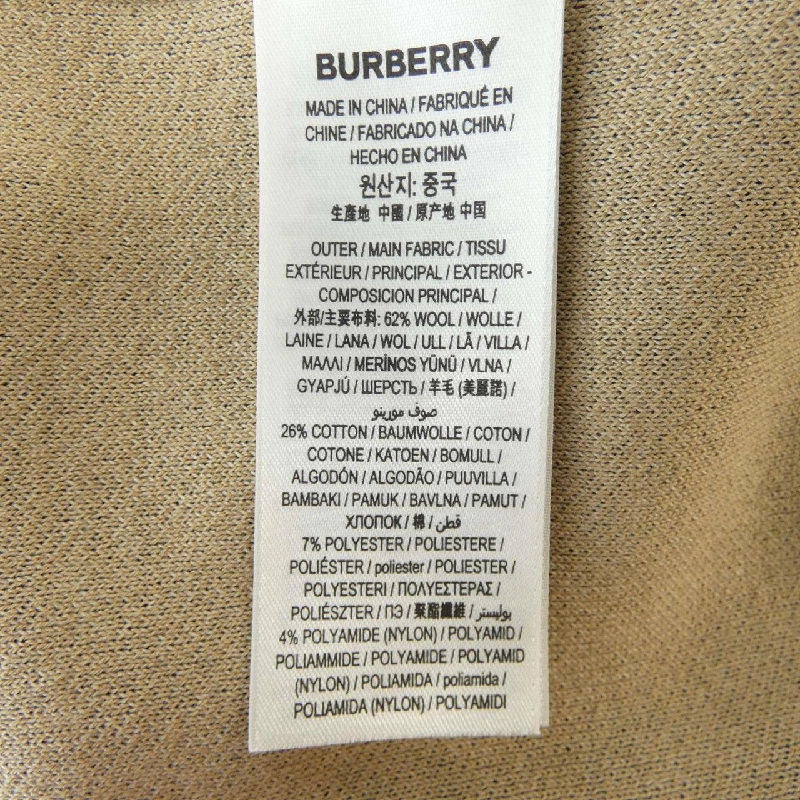 BURBERRY
MADE IN CHINA / FABRIQUÉ EN
CHINE / FABRICADO NA CHINA /
HECHO EN CHINA
원산지: 중국
生產地 中國 / 原产地 中国
OUTER / MAIN FABRIC / TISSU
EXTÉRIEUR / PRINCIPAL / EXTERIOR -
COMPOSICION PRINCIPAL /
外部/主要布料: 62% WOOL / WOLLE /
LAINE / LANA / WOL / ULL / LÃ / VILLA /
ΜΑΛΛΙ / MERİNOS YÜNÜ / VLNA /
GYAPJÚ / ШЕРСТЬ / 羊毛 (美麗諾) /
صوف مورينو
26% COTTON / BAUMWOLLE / COTON /
COTONE / KATOEN / BOMULL /
ALGODÓN / ALGODÃO / PUUVILLA /
BAMBAKI / PAMUK / BAVLNA / PAMUT /
ХЛОПОК / 棉 / قطن /
7% POLYESTER / POLIESTERE /
POLIÉSTER / poliester / POLIESTER /
POLYESTERI / ΠΟΛΥΕΣΤΕΡΑΣ /
POLIÉSZTER / ПЭ / 聚酯纖維 / بوليستر /
4% POLYAMIDE (NYLON) / POLYAMID /
POLIAMMIDE / POLYAMIDE / POLYAMID
(NYLON) / POLIAMIDA / poliamida /
POLIAMIDA (NYLON) / POLYAMIDI